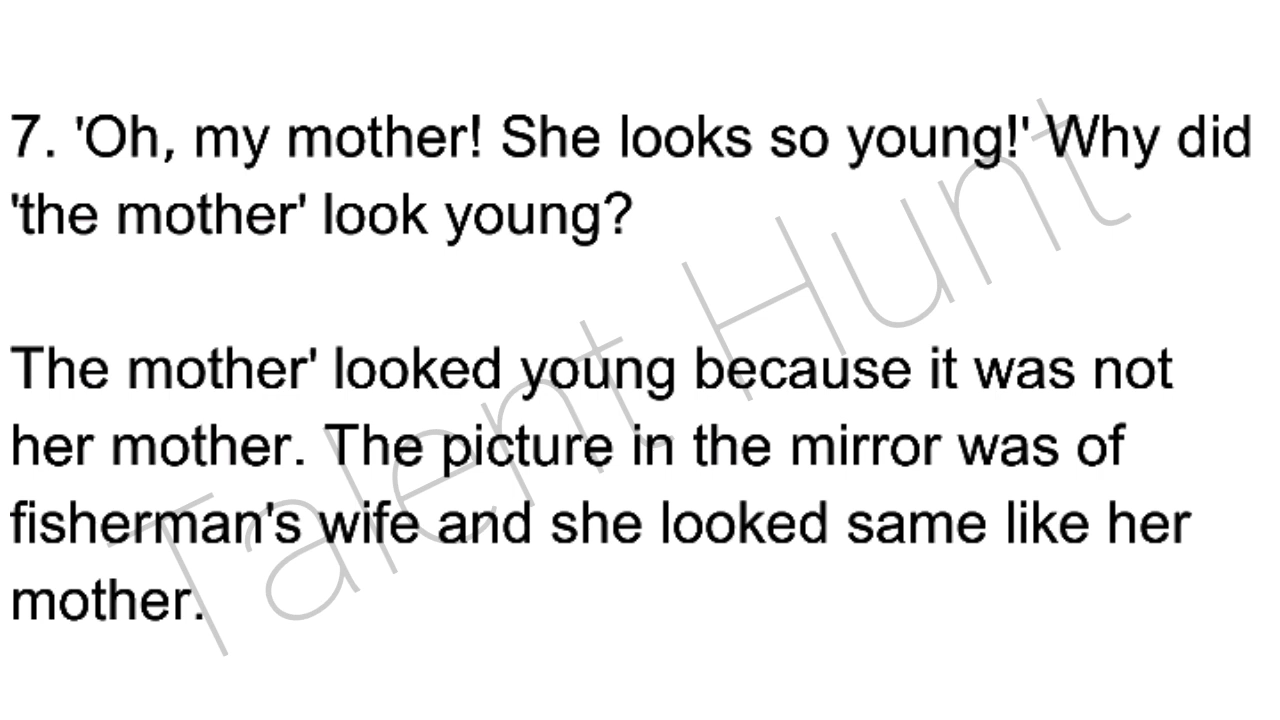 7. 'Oh, my mother! She looks so young!' Why did
'the mother' look young?
The mother' looked young because it was not
her mother. The picture in the mirror was of
fisherman's wife and she looked same like her
mother.
Talent Hunt